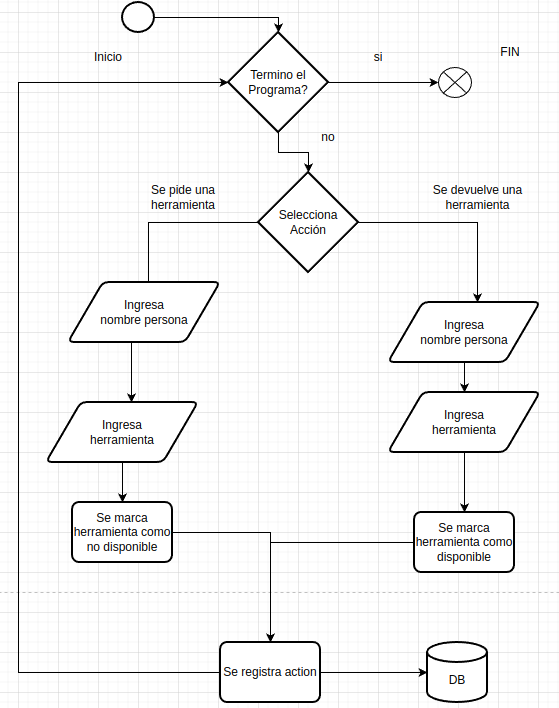 FIN
Inicio
si
Termino el
Programa?
no
Se pide una
herramienta
Se devuelve una
herramienta
Selecciona
Acción
Ingresa
nombre persona
Ingresa
nombre persona
Ingresa
herramienta
Ingresa
herramienta
Se marca
herramienta como
no disponible
Se marca
herramienta como
disponible
Se registra action
DB